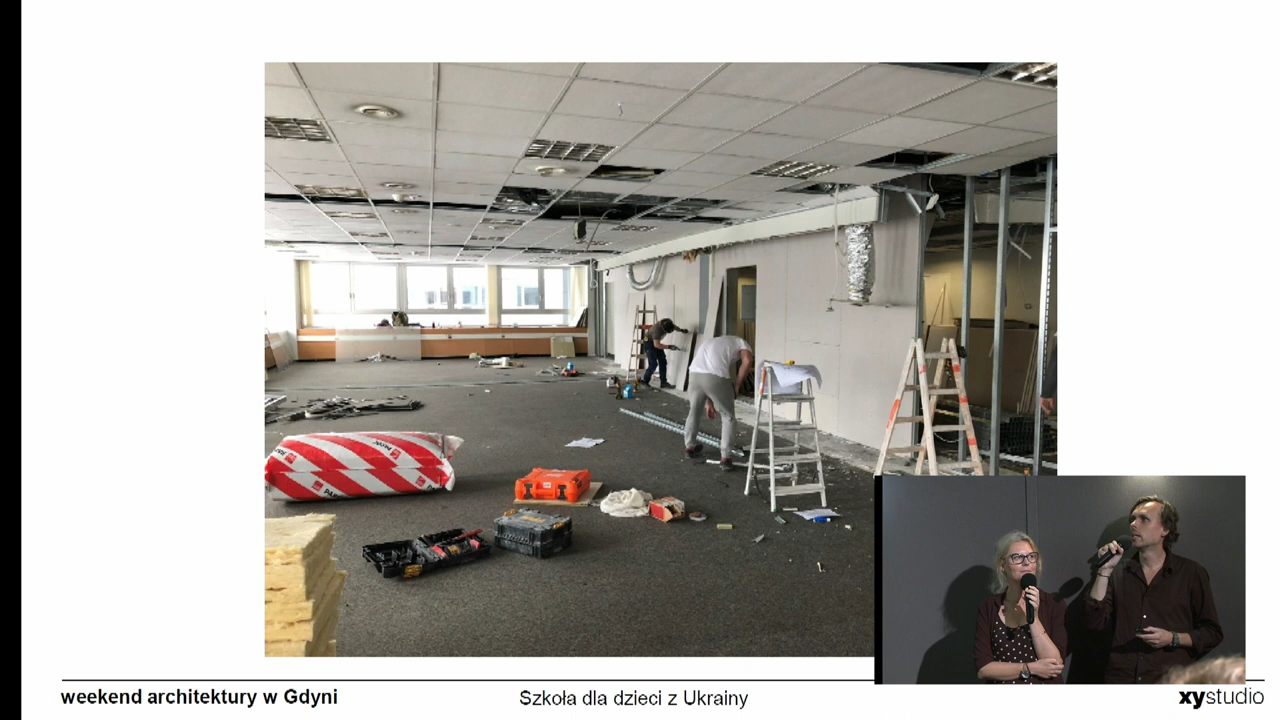 weekend architektury w Gdyni
Szkoła dla dzieci z Ukrainy
xystudio